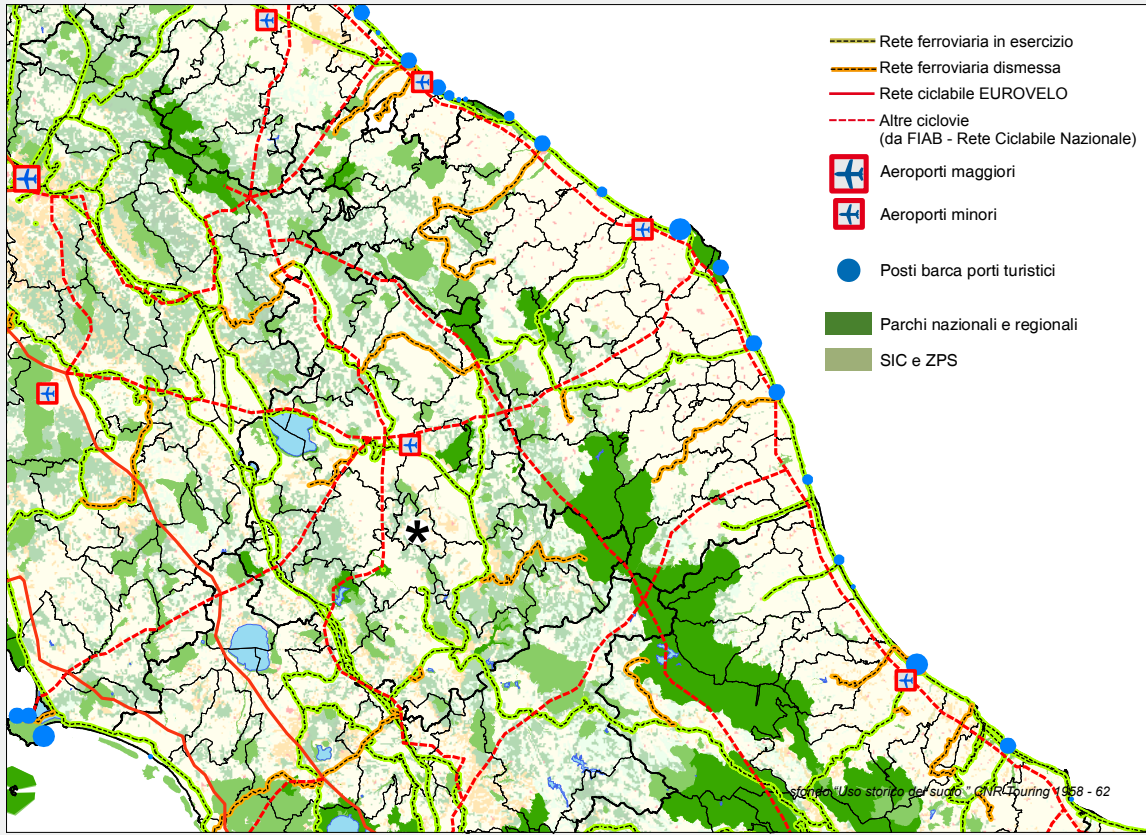 Rete ferroviaria in esercizio
Rete ferroviaria dismessa
Rete ciclabile EUROVELO
Altre ciclovie
(da FIAB - Rete Ciclabile Nazionale)
Aeroporti maggiori
Aeroporti minori
Posti barca porti turistici
Parchi nazionali e regionali
SIC e ZPS
*
sfondo "Uso storico del suolo " CNR Touring 1958 - 62